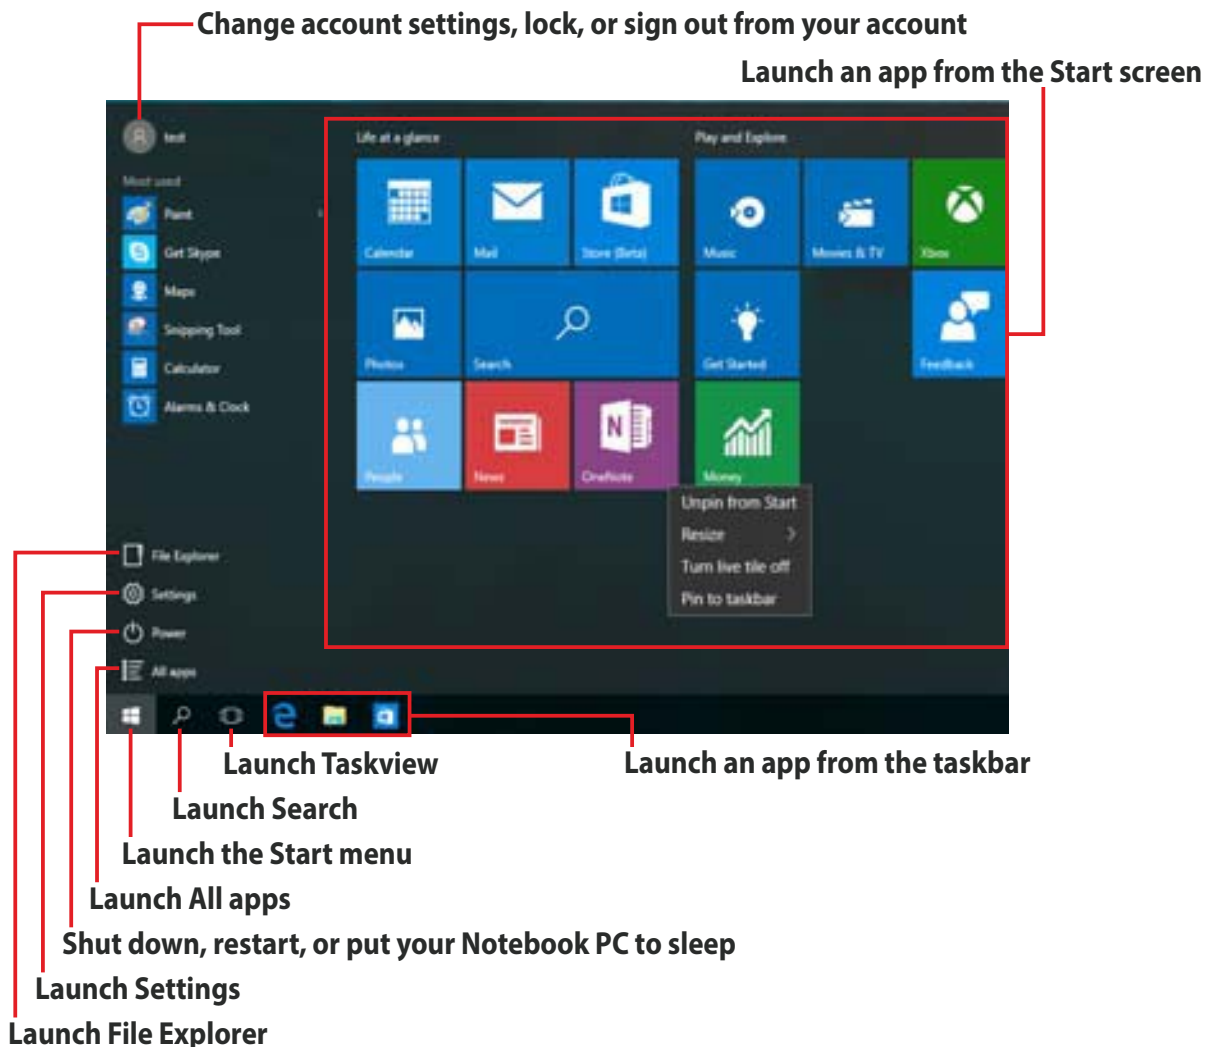 Change account settings, lock, or sign out from your account
Launch an app from the Start screen
test
Life at a glance
Play and Explore
Most used
Paint
Get Skype
Maps
Snipping Tool
Calculator
Alarms & Clock
Calendar
Mail
Store (Beta)
Music
Movies & TV
Xbox
Photos
Search
Get Started
Feedback
People
News
OneNote
Money
Unpin from Start
Resize
Turn live tile off
Pin to taskbar
File Explorer
Settings
Power
All apps
Launch Taskview
Launch an app from the taskbar
Launch Search
Launch the Start menu
Launch All apps
Shut down, restart, or put your Notebook PC to sleep
Launch Settings
Launch File Explorer